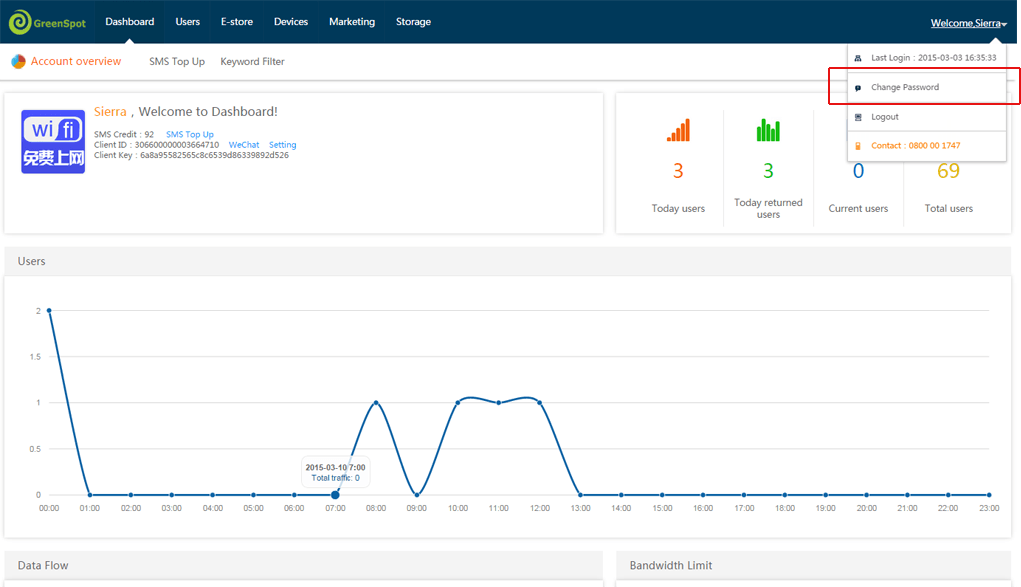 GreenSpot
Dashboard Users E-store Devices Marketing Storage
Welcome,Sierra
Account overview SMS Top Up Keyword Filter
Last Login : 2015-03-03 16:35:33
Change Password
Logout
Contact : 0800 00 1747
wi fi
免费上网
Sierra , Welcome to Dashboard!
SMS Credit : 92 SMS Top Up
Client ID : 306600000003664710 WeChat Setting
Client Key : 6a8a95582565c8c6539d86339892d526
3
Today users
3
Today returned
users
0
Current users
69
Total users
Users
2
1.5
1
0.5
0
2015-03-10 7:00
Total traffic: 0
00:00 01:00 02:00 03:00 04:00 05:00 06:00 07:00 08:00 09:00 10:00 11:00 12:00 13:00 14:00 15:00 16:00 17:00 18:00 19:00 20:00 21:00 22:00 23:00
Data Flow
Bandwidth Limit